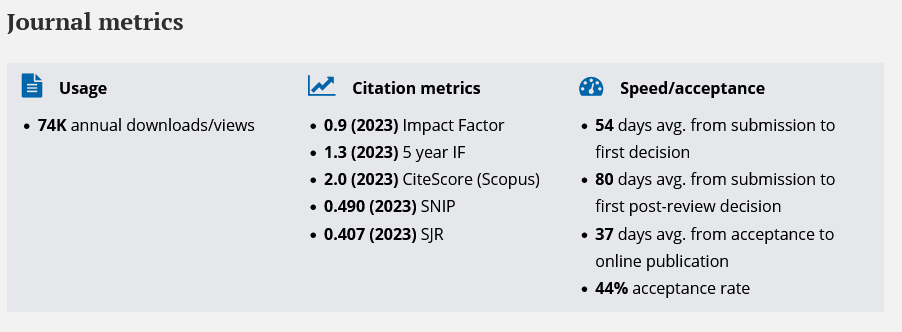 Journal metrics
Usage
• 74K annual downloads/views
Citation metrics
• 0.9 (2023) Impact Factor
• 1.3 (2023) 5 year IF
• 2.0 (2023) CiteScore (Scopus)
• 0.490 (2023) SNIP
• 0.407 (2023) SJR
Speed/acceptance
• 54 days avg. from submission to
first decision
• 80 days avg. from submission to
first post-review decision
• 37 days avg. from acceptance to
online publication
• 44% acceptance rate